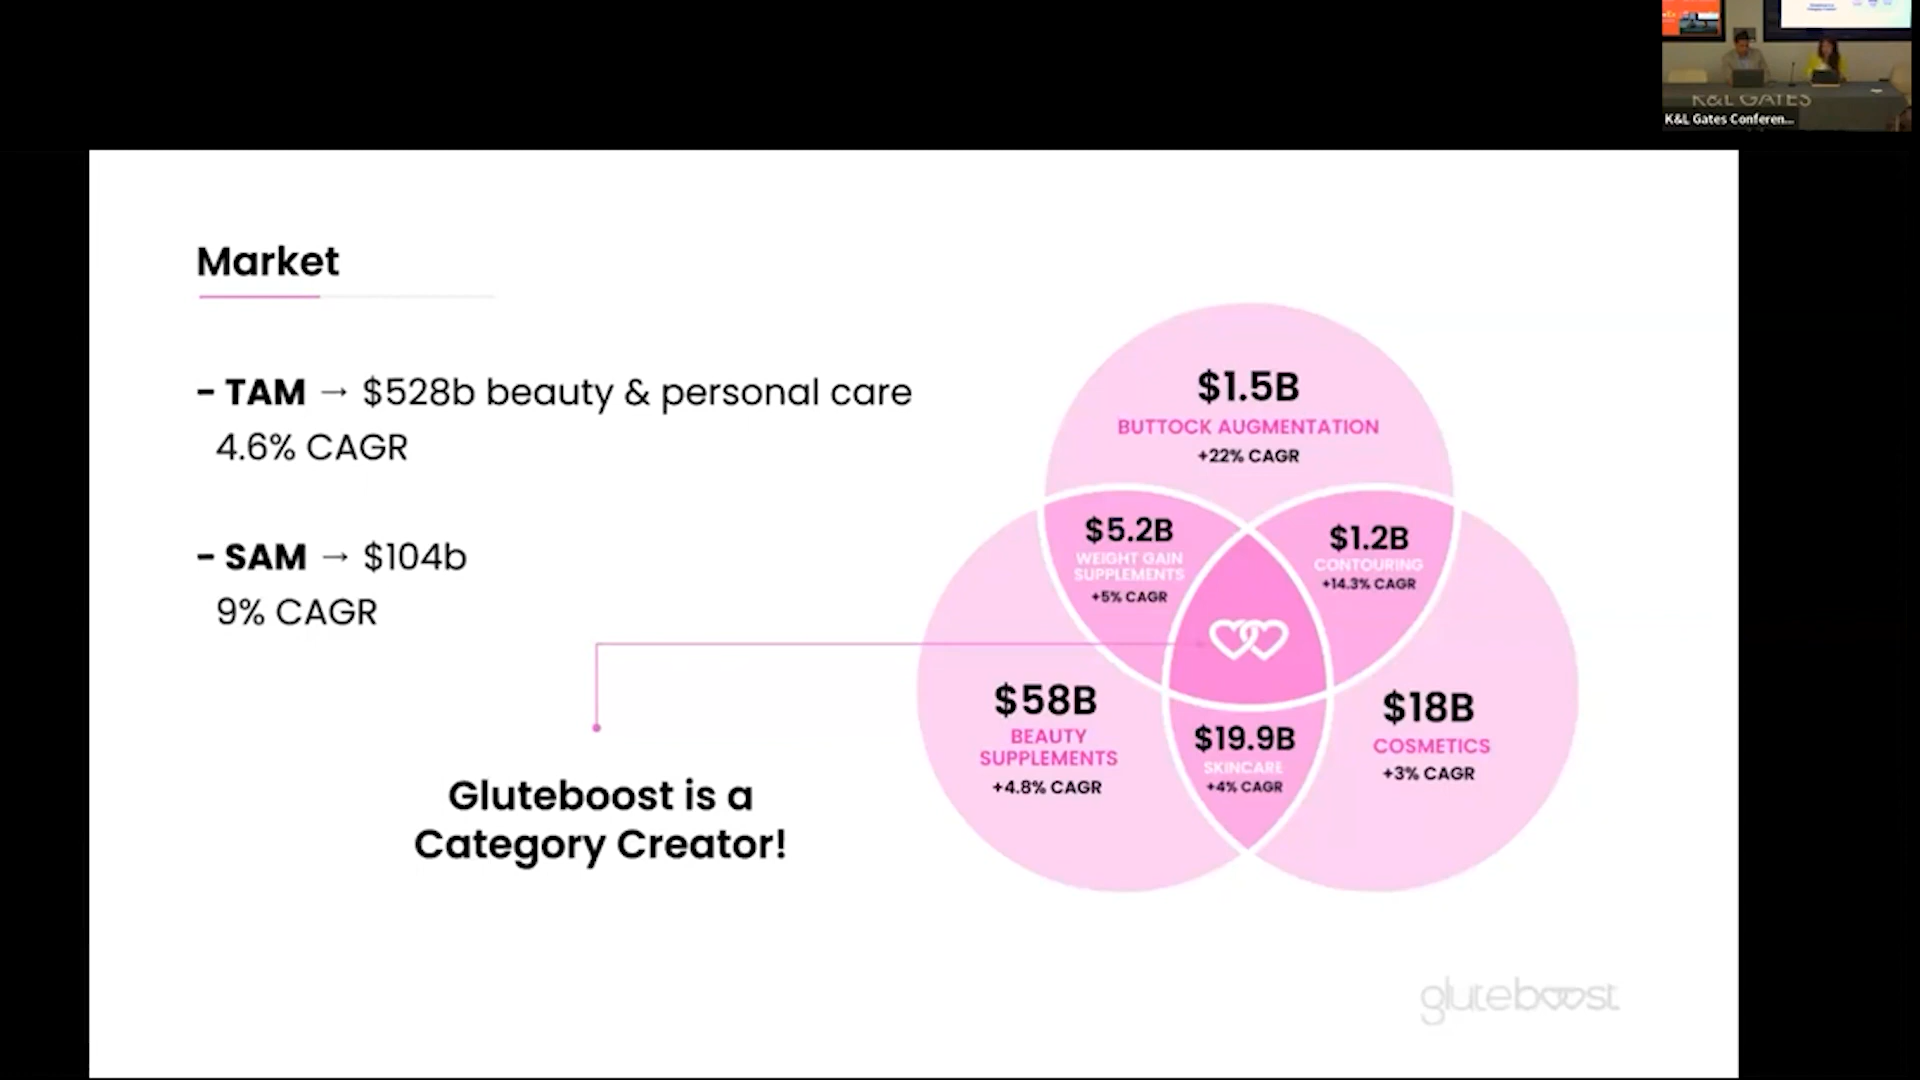 K&L GATES
K&L Gates Conferen...
Market
- TAM → $528b beauty & personal care
4.6% CAGR
- SAM → $104b
9% CAGR
Gluteboost is a
Category Creator!
$1.5B
BUTTOCK AUGMENTATION
+22% CAGR
$5.2B
WEIGHT GAIN
SUPPLEMENTS
+5% CAGR
$1.2B
CONTOURING
+14.3% CAGR
$58B
BEAUTY
SUPPLEMENTS
+4.8% CAGR
$19.9B
SKINCARE
+4% CAGR
$18B
COSMETICS
+3% CAGR
gluteboost